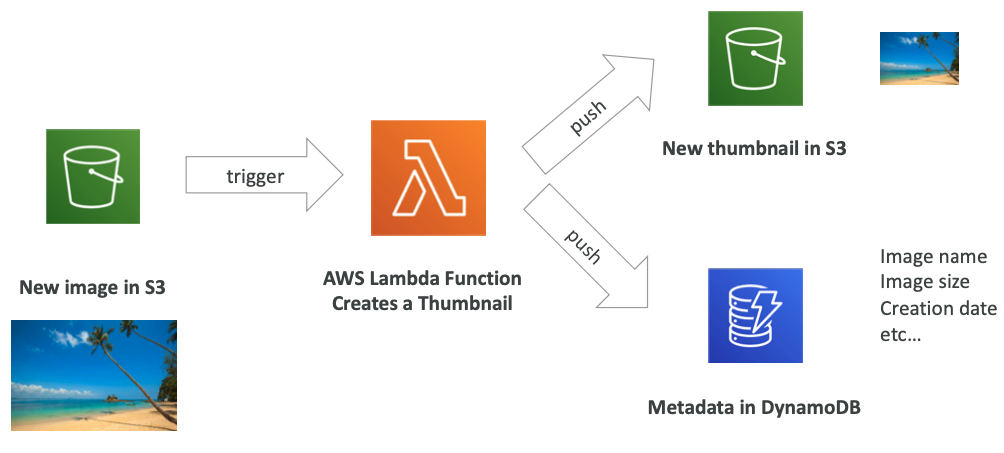 New image in S3
trigger
AWS Lambda Function
Creates a Thumbnail
push
New thumbnail in S3
push
Image name
Image size
Creation date
etc...
Metadata in DynamoDB